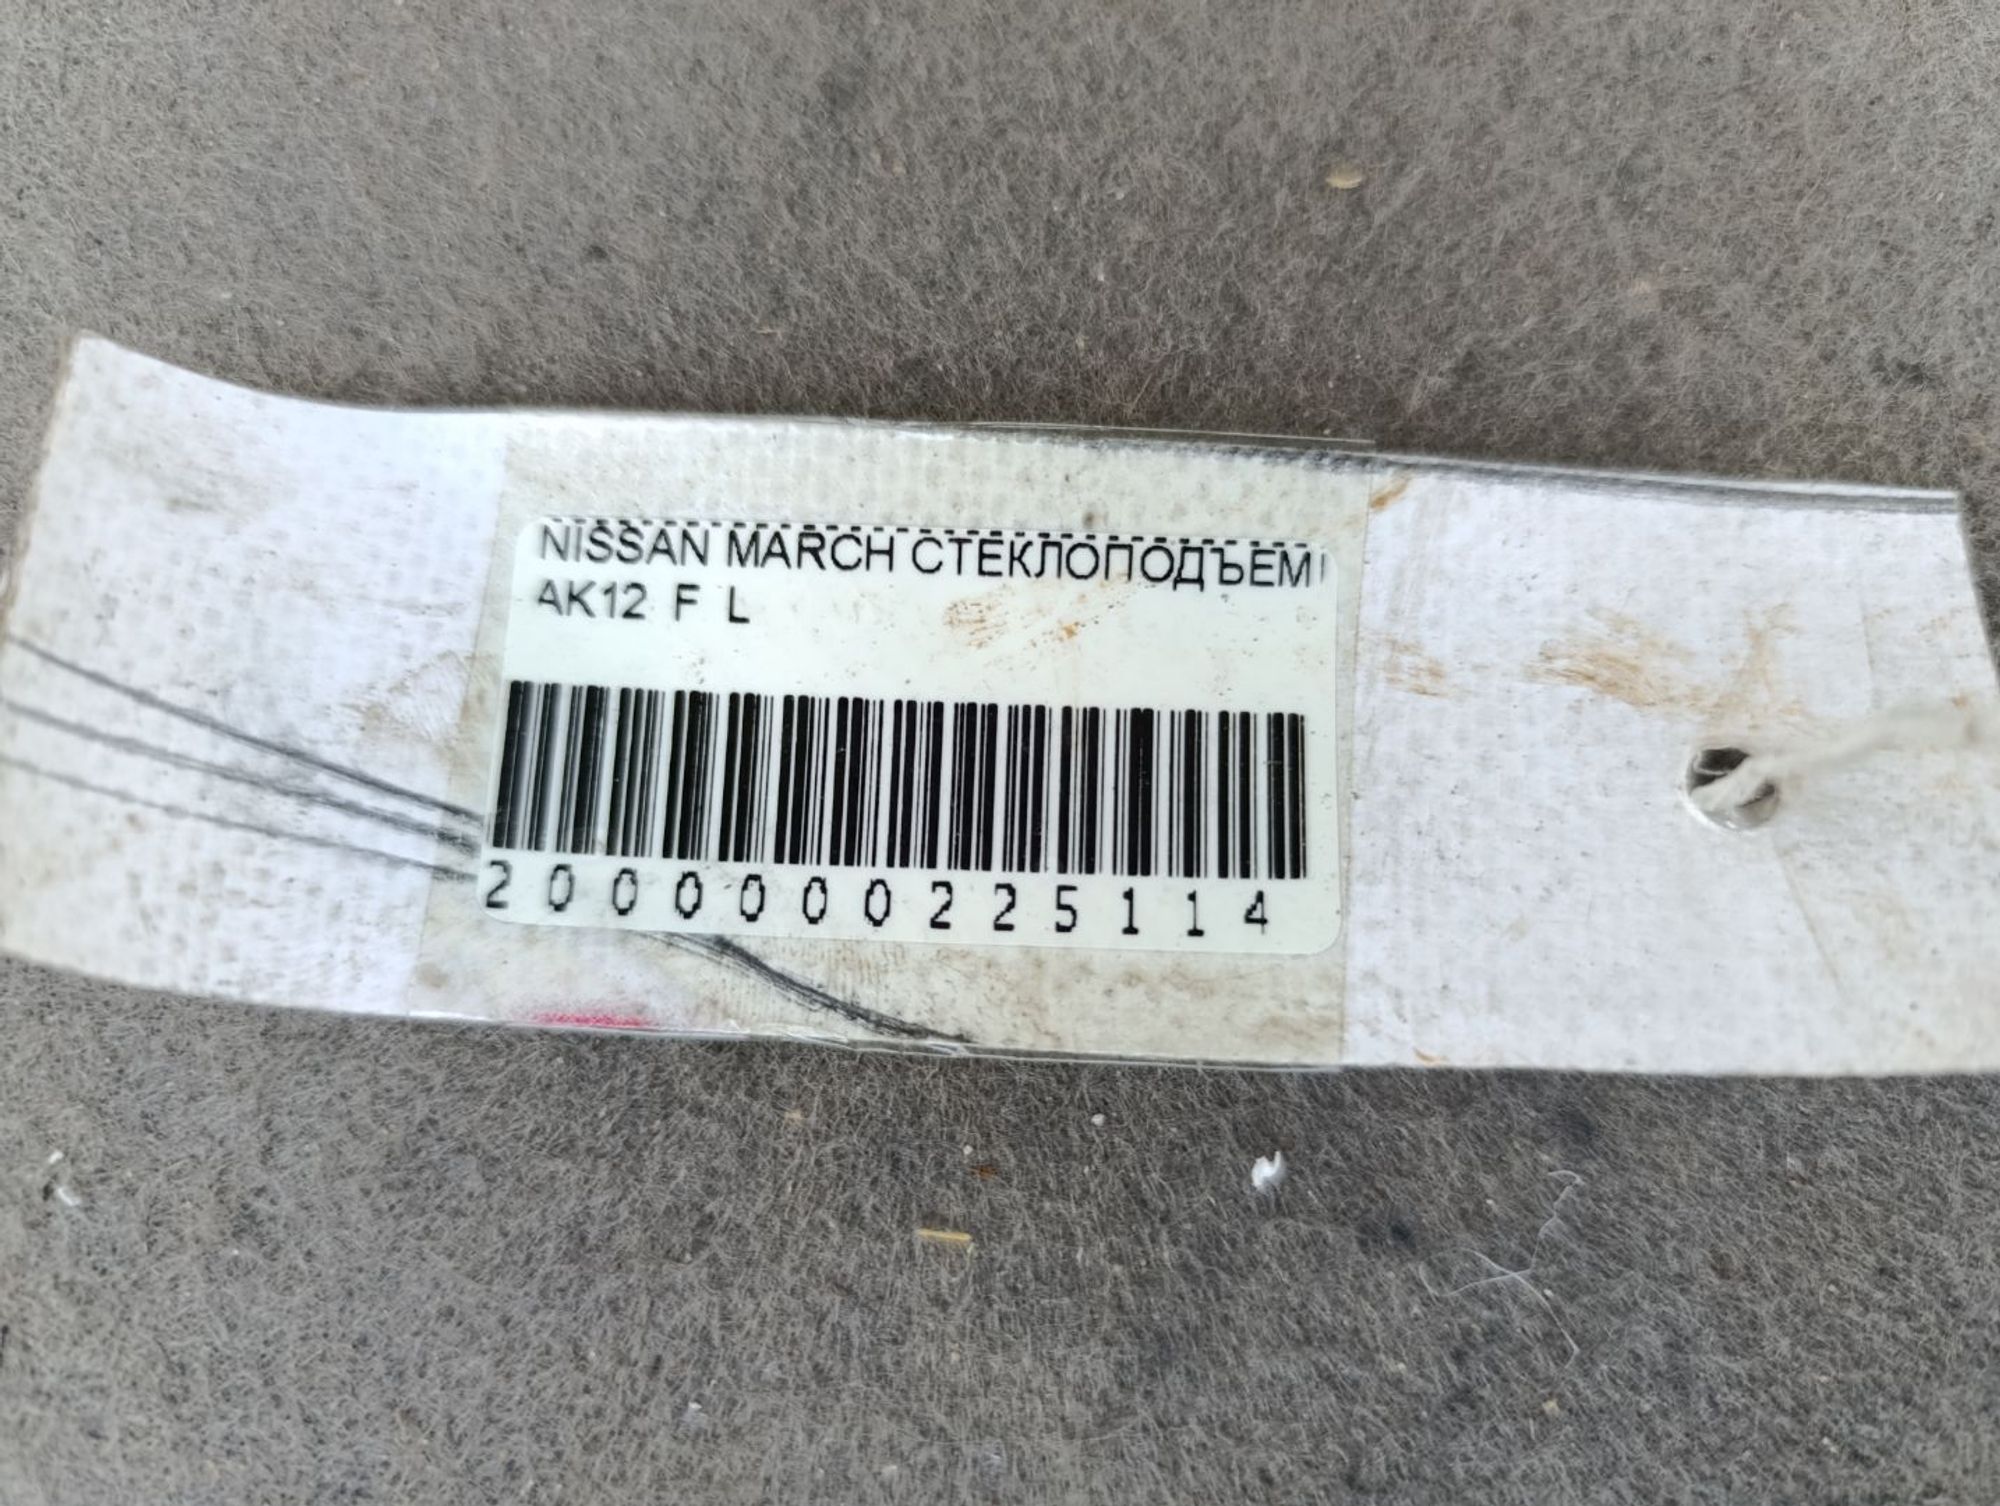 NISSAN MARCH СТЕКЛОПОДЪЕМ
AK12 F L
2000000225114